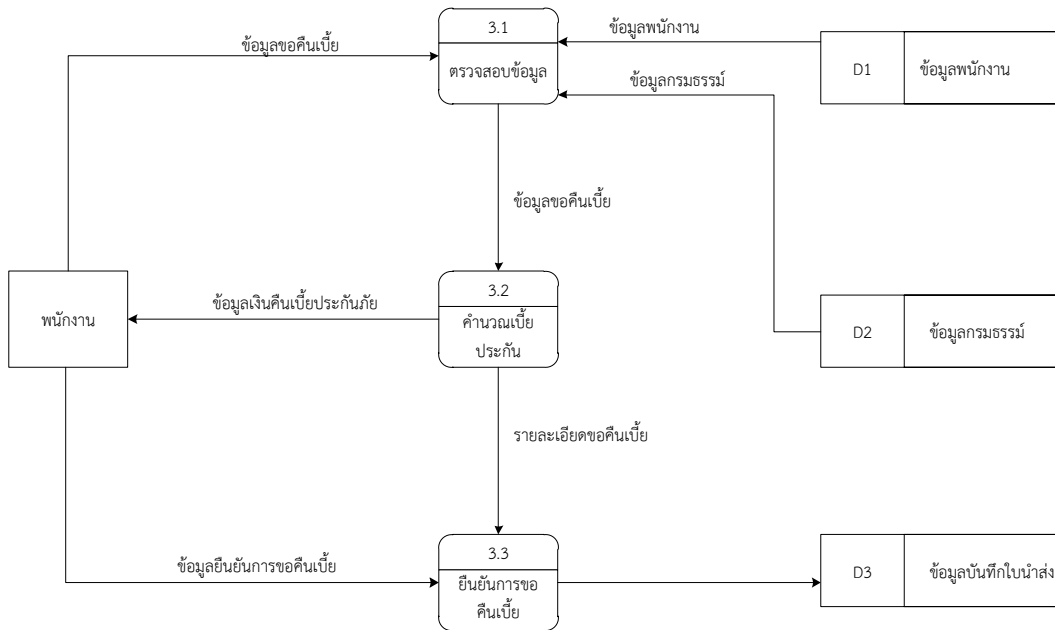 3.1
ตรวจสอบข้อมูล
ข้อมูลขอคืนเบี้ย
ข้อมูลพนักงาน
D1
ข้อมูลพนักงาน
ข้อมูลกรมธรรม์
ข้อมูลขอคืนเบี้ย
พนักงาน
ข้อมูลเงินคืนเบี้ยประกันภัย
3.2
คำนวณเบี้ย
ประกัน
D2
ข้อมูลกรมธรรม์
รายละเอียดขอคืนเบี้ย
ข้อมูลยืนยันการขอคืนเบี้ย
3.3
ยืนยันการขอ
คืนเบี้ย
D3
ข้อมูลบันทึกใบนำส่ง